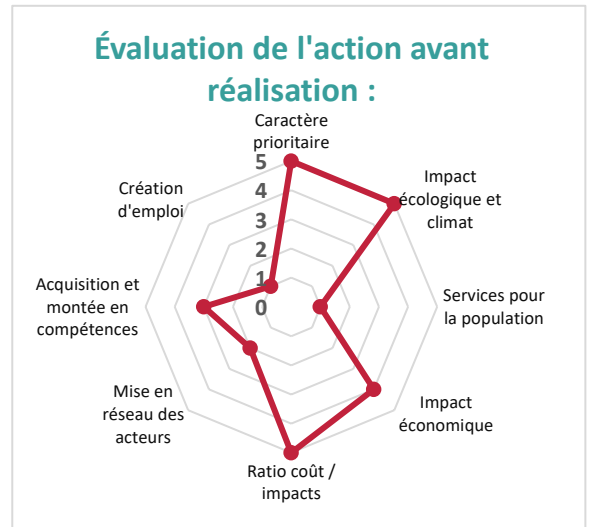 Évaluation de l'action avant
réalisation :
Caractère
prioritaire
Impact
écologique et
climat
Services pour
la population
Impact
économique
Ratio coût /
impacts
Mise en
réseau des
acteurs
Acquisition et
montée en
compétences
Création
d'emploi
5
4
3
2
1
0